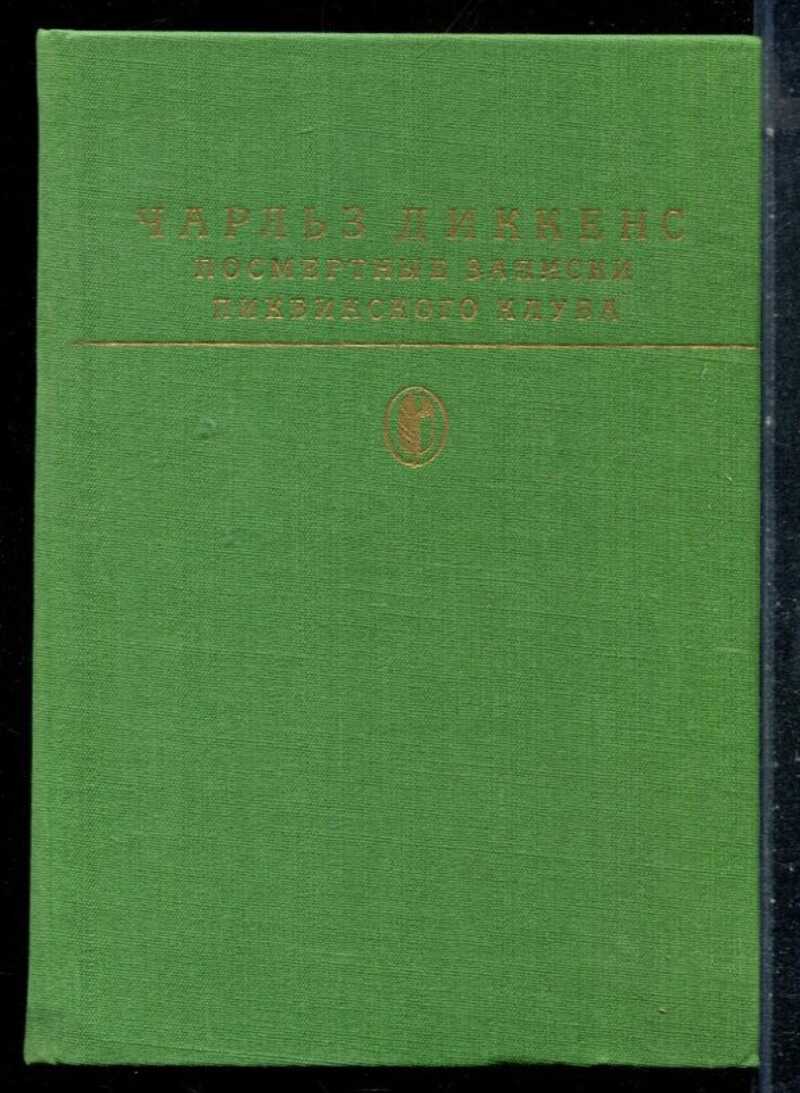 ЧАРЛЬЗ ДИККЕНС
ПОСМЕРТНЫЕ ЗАПИСКИ
ПИКВИКСКОГО КЛУБА